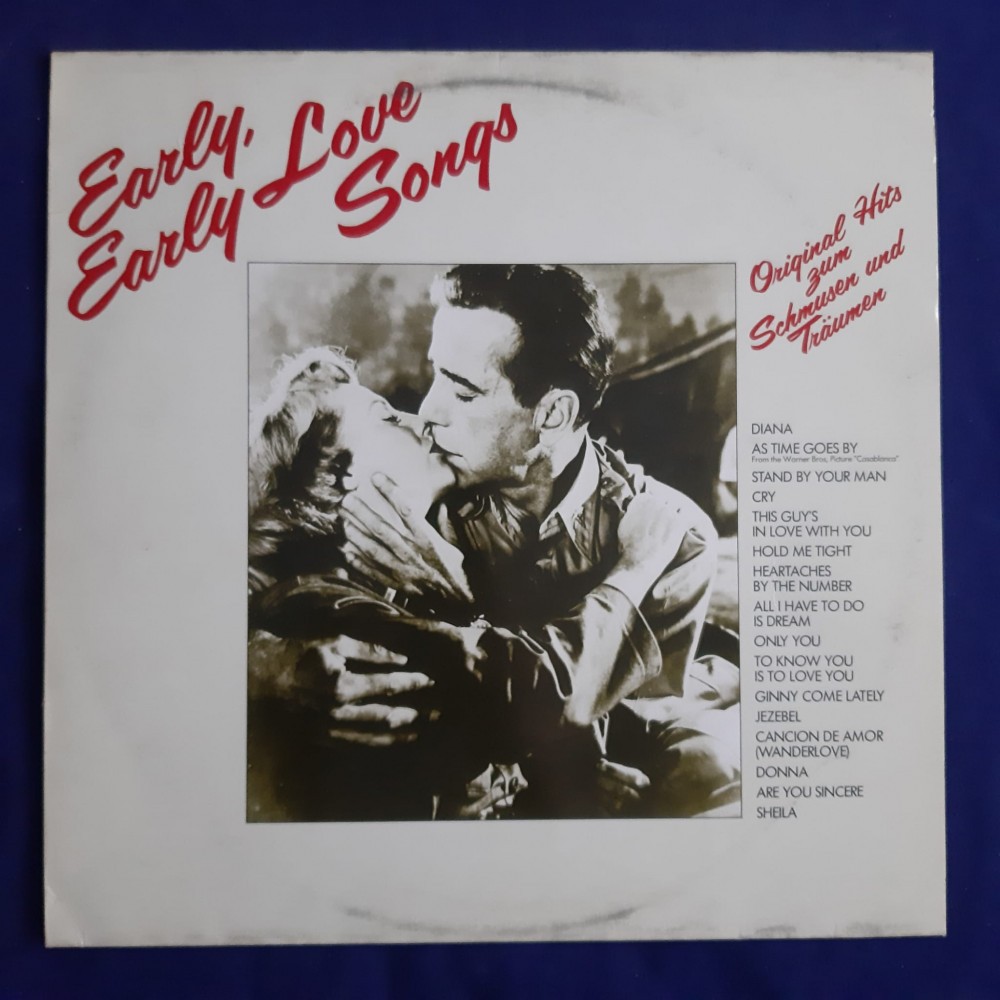 Early,
Early Love
Songs
Original Hits
zum
Schmusen und
Träumen
DIANA
AS TIME GOES BY
From the Warner Bros. Picture "Casablanca"
STAND BY YOUR MAN
CRY
THIS GUY'S
IN LOVE WITH YOU
HOLD ME TIGHT
HEARTACHES
BY THE NUMBER
ALL I HAVE TO DO
IS DREAM
ONLY YOU
TO KNOW YOU
IS TO LOVE YOU
GINNY COME LATELY
JEZEBEL
CANCION DE AMOR
(WANDERLOVE)
DONNA
ARE YOU SINCERE
SHEILA